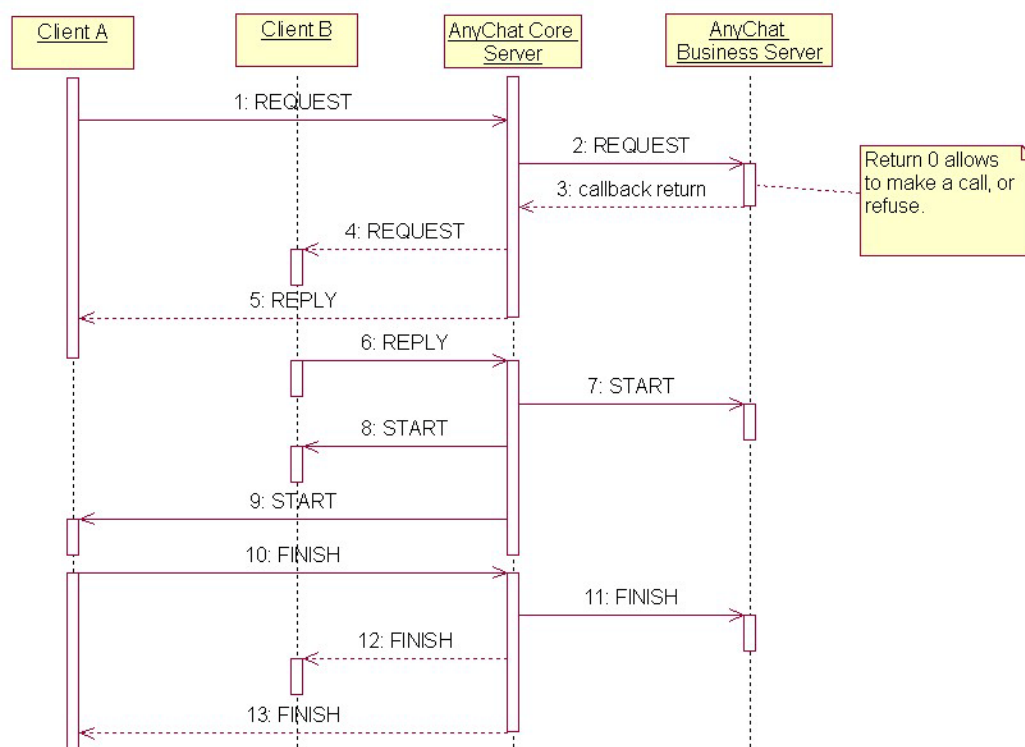 Client A
Client B
AnyChat Core
Server
AnyChat
Business Server
1: REQUEST
2: REQUEST
Return 0 allows
to make a call, or
refuse.
3: callback return
4: REQUEST
5: REPLY
6: REPLY
7: START
8: START
9: START
10: FINISH
11: FINISH
12: FINISH
13: FINISH